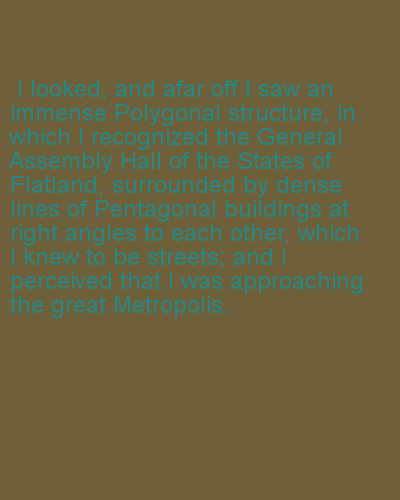 I looked, and afar off I saw an
immense Polygonal structure, in
which I recognized the General
Assembly Hall of the States of
Flatland, surrounded by dense
lines of Pentagonal buildings at
right angles to each other, which
I knew to be streets; and I
perceived that I was approaching
the great Metropolis.